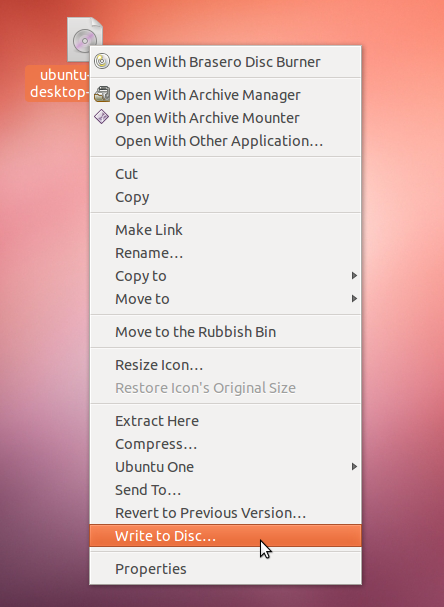 ubuntu-
desktop-
Open With Brasero Disc Burner
Open With Archive Manager
Open With Archive Mounter
Open With Other Application...
Cut
Copy
Make Link
Rename...
Copy to
Move to
Move to the Rubbish Bin
Resize Icon...
Restore Icon's Original Size
Extract Here
Compress...
Ubuntu One
Send To...
Revert to Previous Version...
Write to Disc...
Properties